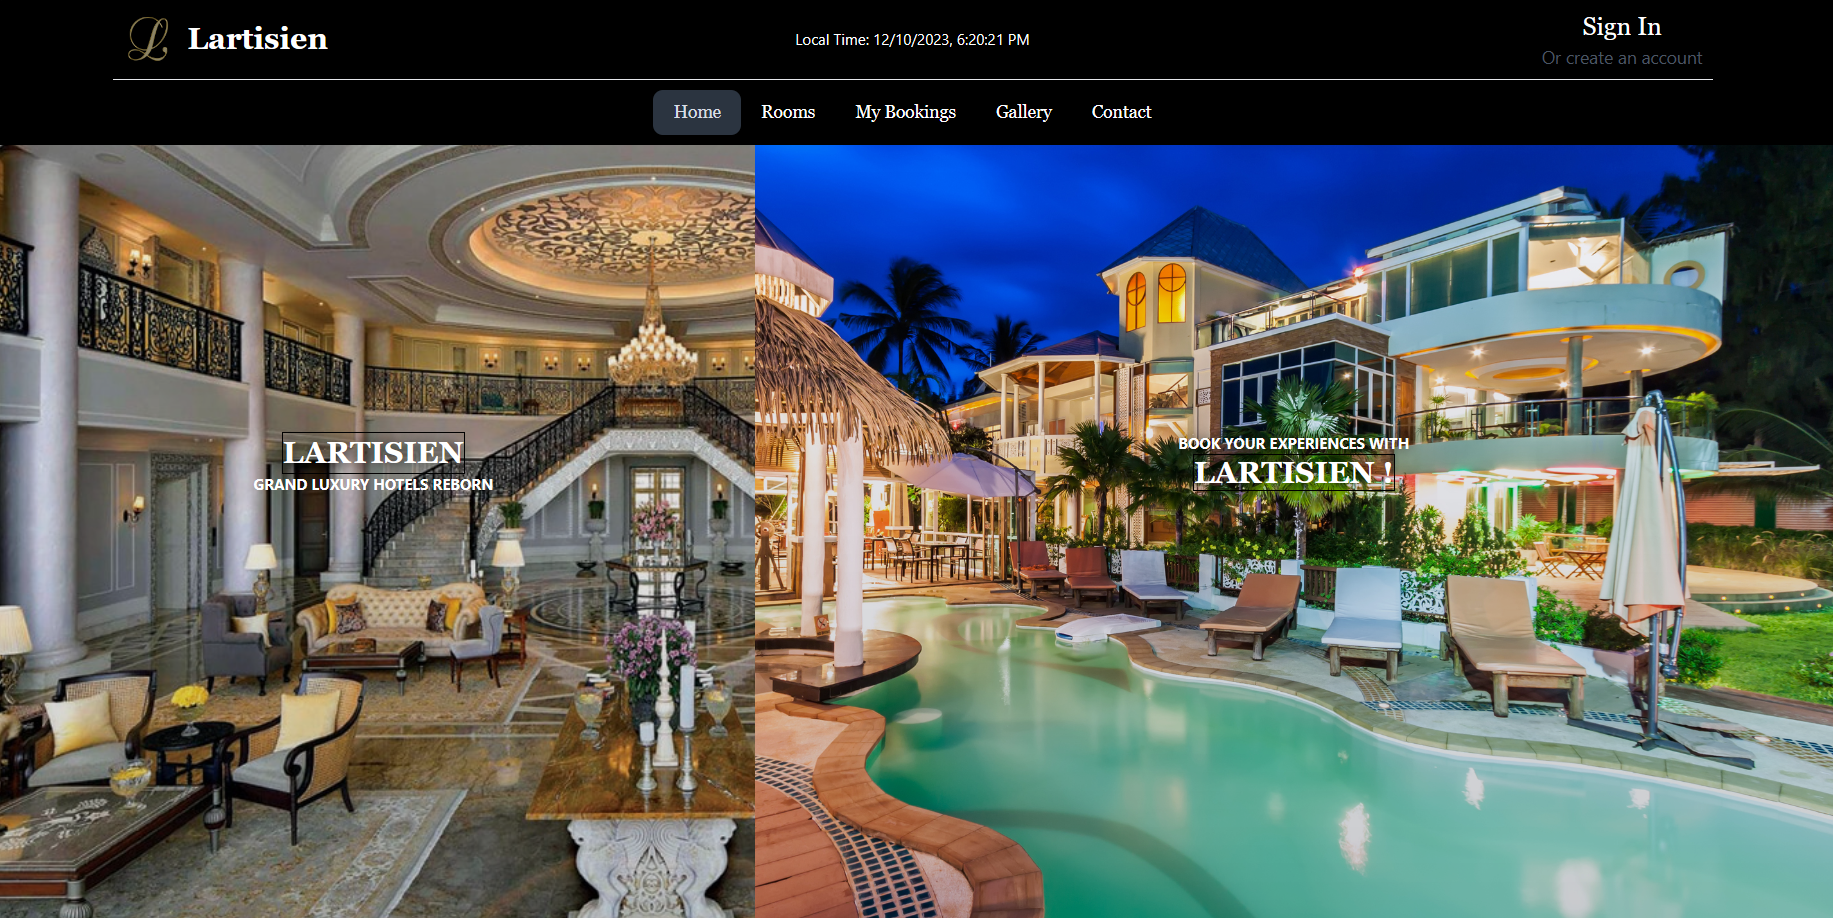 L Lartisien
Local Time: 12/10/2023, 6:20:21 PM
Sign In
Or create an account
Home Rooms My Bookings Gallery Contact
LARTISIEN
GRAND LUXURY HOTELS REBORN
BOOK YOUR EXPERIENCES WITH
LARTISIEN !